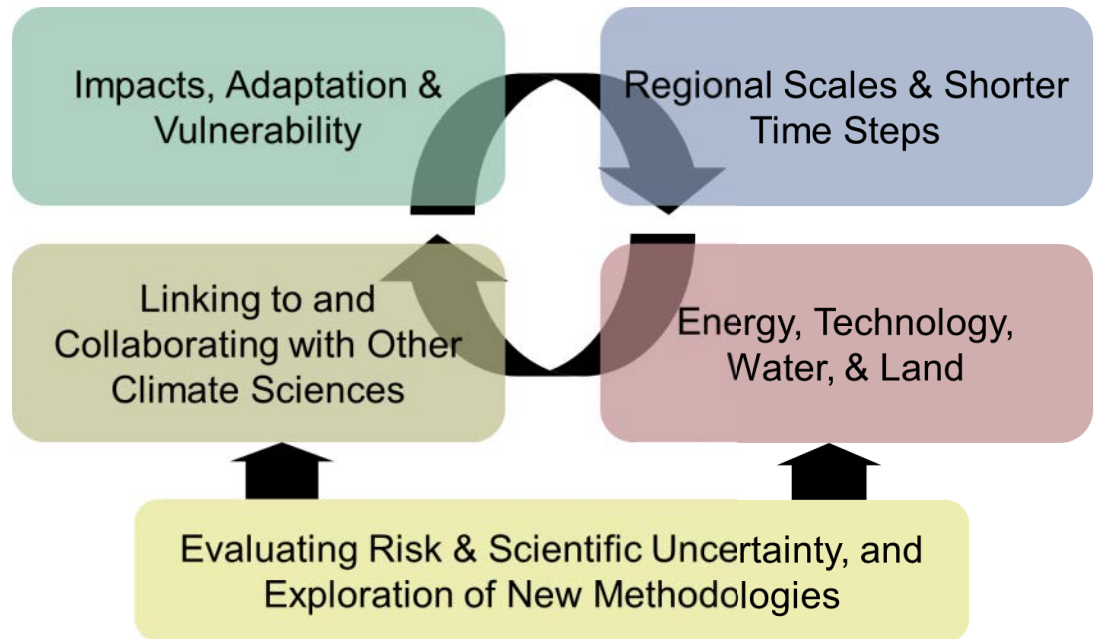 Impacts, Adaptation &
Vulnerability
Regional Scales & Shorter
Time Steps
Linking to and
Collaborating with Other
Climate Sciences
Energy, Technology,
Water, & Land
Evaluating Risk & Scientific Uncertainty, and
Exploration of New Methodologies